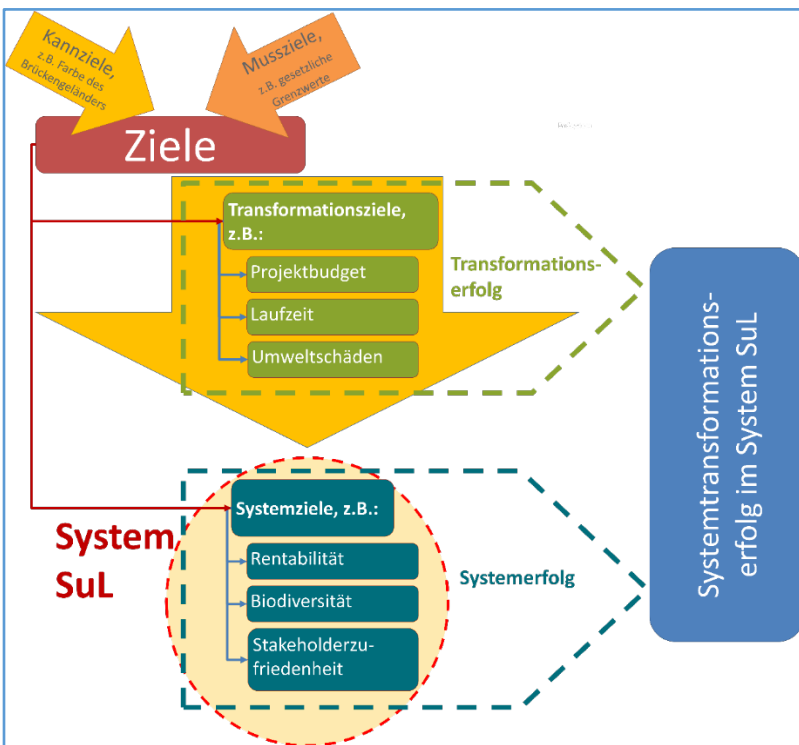 Kannziele,
z.B. Farbe des
Brückengeländers
Mussziele,
z.B. gesetzliche
Grenzwerte
Ziele
Transformationsziele,
z.B.:
Projektbudget
Laufzeit
Umweltschäden
Transformations-
erfolg
Systemziele, z.B.:
Rentabilität
Biodiversität
Stakeholderzu-
friedenheit
Systemerfolg
System
SuL
Systemtransformations-
erfolg im System SuL